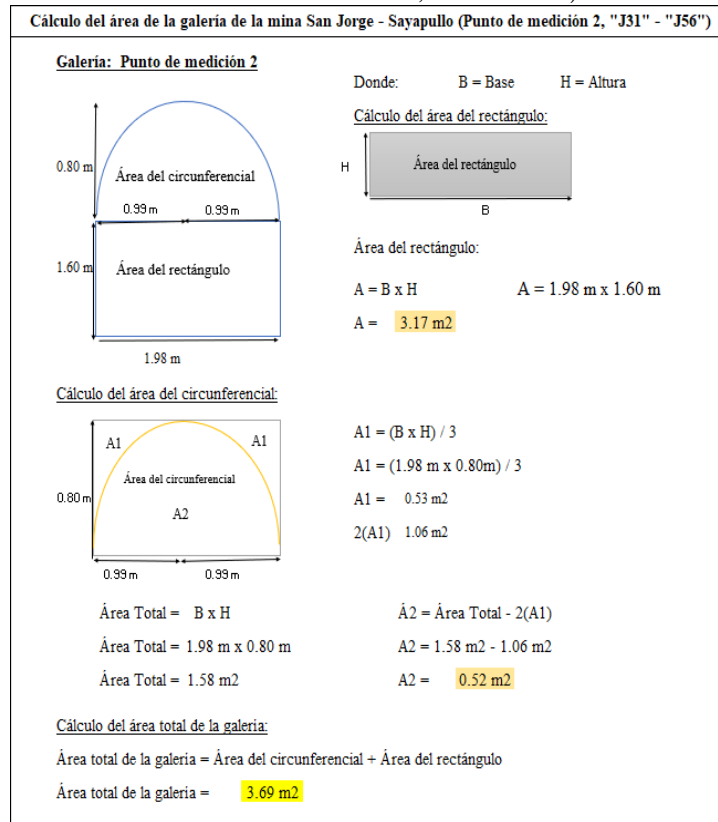 Cálculo del área de la galería de la mina San Jorge - Sayapullo (Punto de medición 2, "J31" - "J56")
Galería: Punto de medición 2
Donde: B = Base H = Altura
Cálculo del área del rectángulo:
0.80 m
Área del circunferencial
0.99 m 0.99 m
H
Área del rectángulo
B
1.60 m
Área del rectángulo
1.98 m
Área del rectángulo:
A = B x H A = 1.98 m x 1.60 m
A = 3.17 m2
Cálculo del área del circunferencial:
A1 A1
Área del circunferencial
0.80 m
A2
0.99 m 0.99 m
A1 = (B x H) / 3
A1 = (1.98 m x 0.80m) / 3
A1 = 0.53 m2
2(A1) 1.06 m2
Área Total = B x H
Área Total = 1.98 m x 0.80 m
Área Total = 1.58 m2
Á2 = Área Total - 2(A1)
A2 = 1.58 m2 - 1.06 m2
A2 = 0.52 m2
Cálculo del área total de la galería:
Área total de la galería = Área del circunferencial + Área del rectángulo
Área total de la galería = 3.69 m2